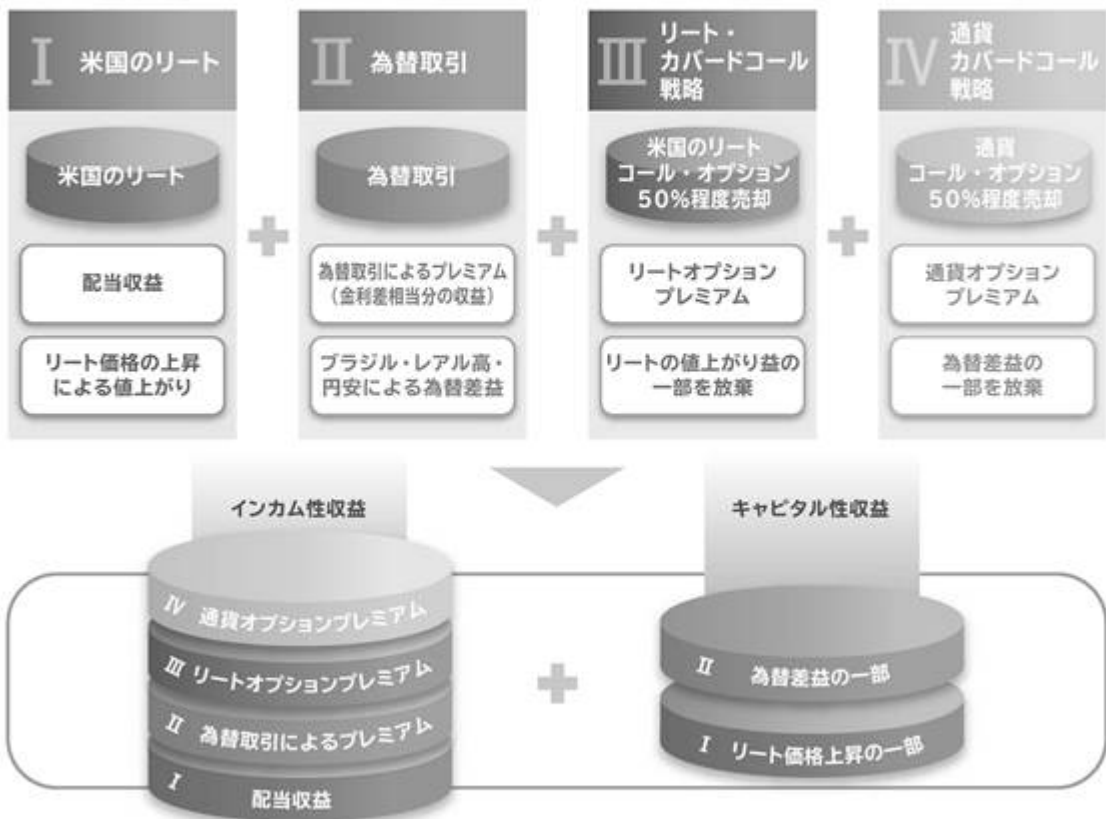 I 米国のリート
II 為替取引
III リート・
カバードコール
戦略
IV 通貨
カバードコール
戦略
米国のリート
配当収益
リート価格の上昇
による値上がり
為替取引
為替取引によるプレミアム
（金利差相当分の収益）
ブラジル・レアル高・
円安による為替差益
米国のリート
コール・オプション
50%程度売却
リートオプション
プレミアム
リートの値上がり益の
一部を放棄
通貨
コール・オプション
50%程度売却
通貨オプション
プレミアム
為替差益の
一部を放棄
インカム性収益
IV 通貨オプションプレミアム
III リートオプションプレミアム
II 為替取引によるプレミアム
I 配当収益
キャピタル性収益
II 為替差益の一部
I リート価格上昇の一部